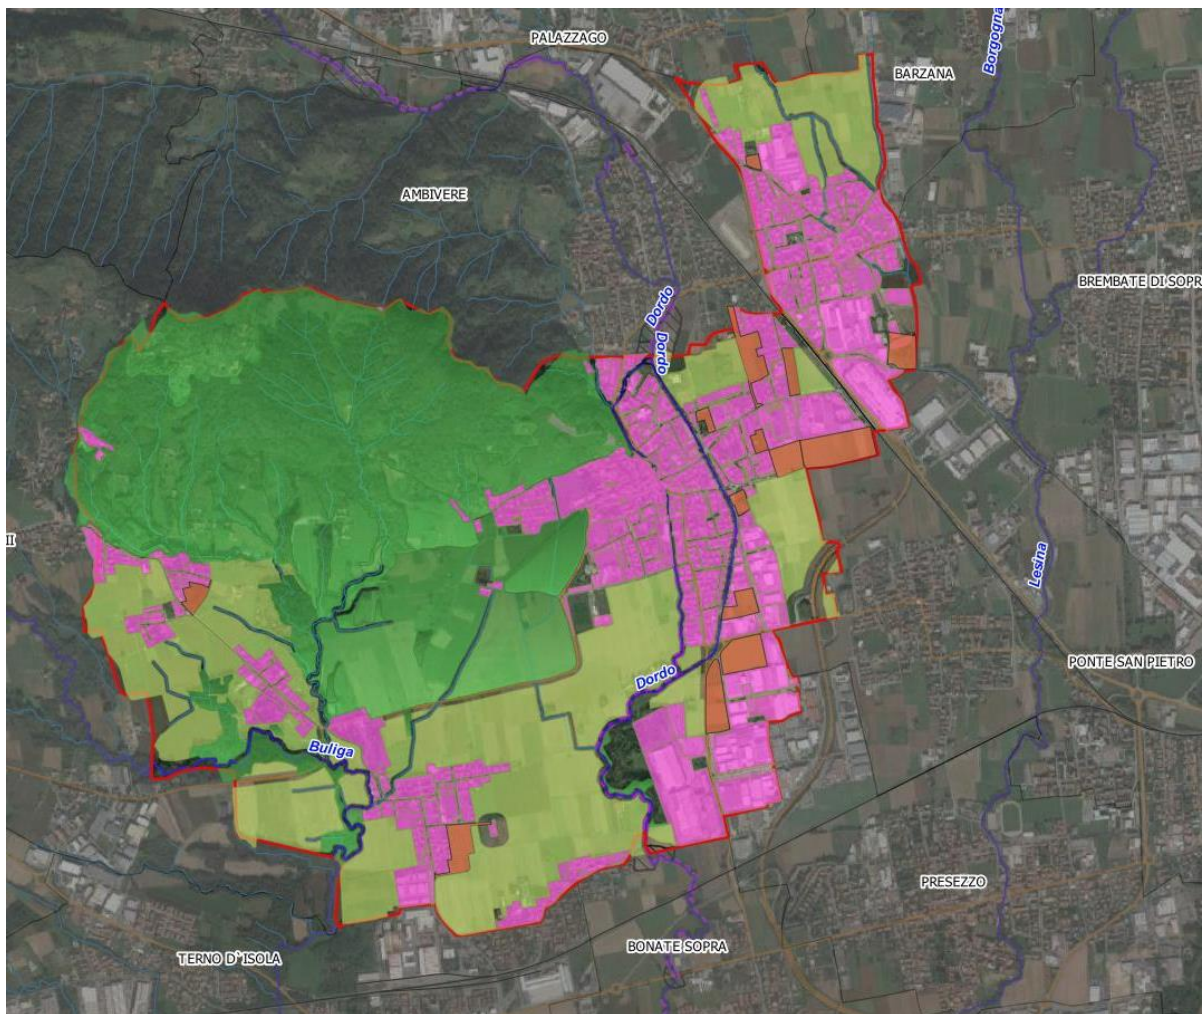 PALAZZAGO
Borgogna
BARZANA
AMBIVERE
BREMBATE DI SOPR
Dordo
Dordo
II
Lesina
PONTE SAN PIETRO
Dordo
Buliga
PRESEZZO
BONATE SOPRA
TERNO D`ISOLA